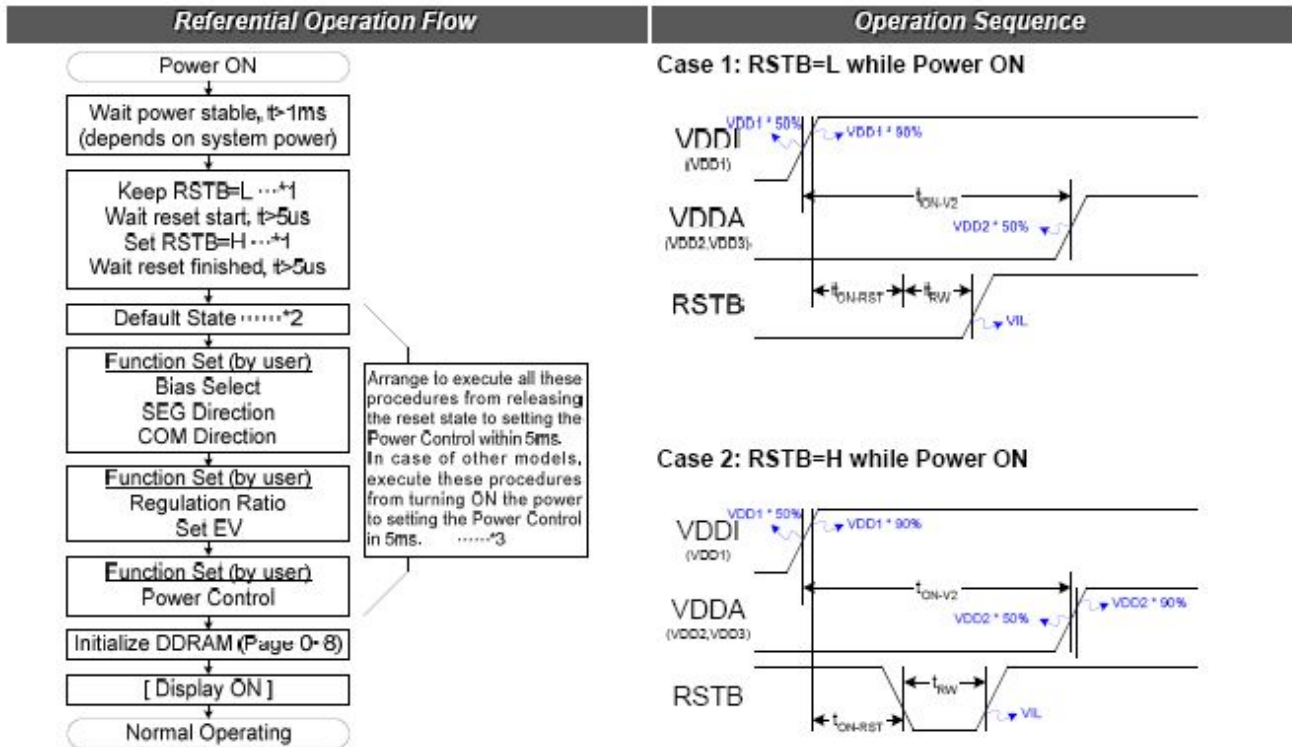 Referential Operation Flow
Power ON
Wait power stable, t>1ms
(depends on system power)
Keep RSTB=L ···*1
Wait reset start, t>5us
Set RSTB=H ···*1
Wait reset finished, t>5us
Default State ······*2
Function Set (by user)
Bias Select
SEG Direction
COM Direction
Function Set (by user)
Regulation Ratio
Set EV
Function Set (by user)
Power Control
Initialize DDRAM (Page 0~8)
[ Display ON ]
Normal Operating
Arrange to execute all these
procedures from releasing
the reset state to setting the
Power Control within 5ms.
In case of other models,
execute these procedures
from turning ON the power
to setting the Power Control
in 5ms. ······*3
Operation Sequence
Case 1: RSTB=L while Power ON
VDD1 * 50%
VDD1 * 90%
VDDI
(VDD1)
tON-V2
VDDA
(VDD2,VDD3)
VDD2 * 50%
RSTB
tON-RST
tRW
VIL
Case 2: RSTB=H while Power ON
VDD1 * 50%
VDD1 * 90%
VDDI
(VDD1)
tON-V2
VDDA
(VDD2,VDD3)
VDD2 * 50%
VDD2 * 90%
RSTB
tRW
tON-RST
VIL